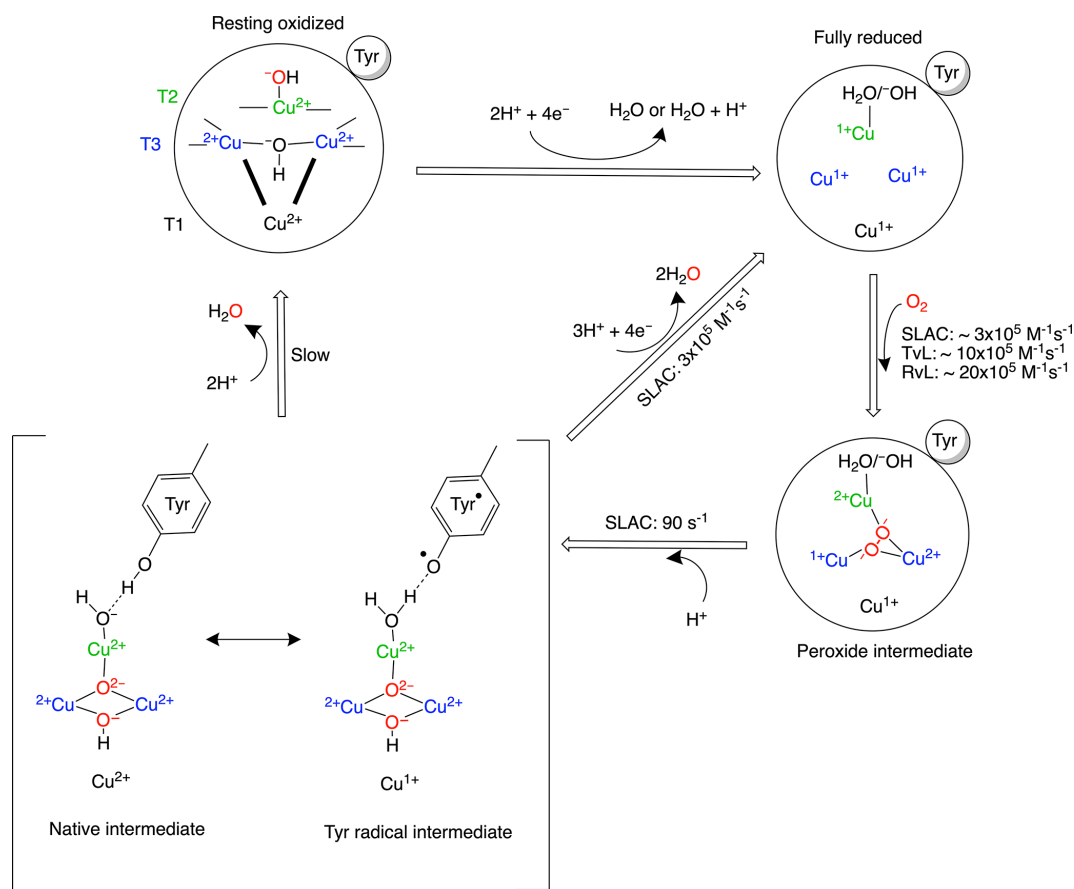 Resting oxidized
Tyr
⁻OH
T2
Cu²⁺
T3
²⁺Cu
⁻O
Cu²⁺
H
T1
Cu²⁺
2H⁺ + 4e⁻
H₂O or H₂O + H⁺
Fully reduced
Tyr
H₂O/⁻OH
¹⁺Cu
Cu¹⁺
Cu¹⁺
Cu¹⁺
H₂O
2H⁺
Slow
2H₂O
3H⁺ + 4e⁻
SLAC: 3x10⁵ M⁻¹s⁻¹
O₂
SLAC: ~ 3x10⁵ M⁻¹s⁻¹
TvL: ~ 10x10⁵ M⁻¹s⁻¹
RvL: ~ 20x10⁵ M⁻¹s⁻¹
Tyr
H₂O/⁻OH
²⁺Cu
O
O
¹⁺Cu
Cu²⁺
Cu¹⁺
Peroxide intermediate
SLAC: 90 s⁻¹
H⁺
Tyr
O
H
H
O⁻
Cu²⁺
O²⁻
²⁺Cu
Cu²⁺
O⁻
H
Cu²⁺
Native intermediate
Tyr•
•
O
H
H
O
Cu²⁺
O²⁻
²⁺Cu
Cu²⁺
O⁻
H
Cu¹⁺
Tyr radical intermediate